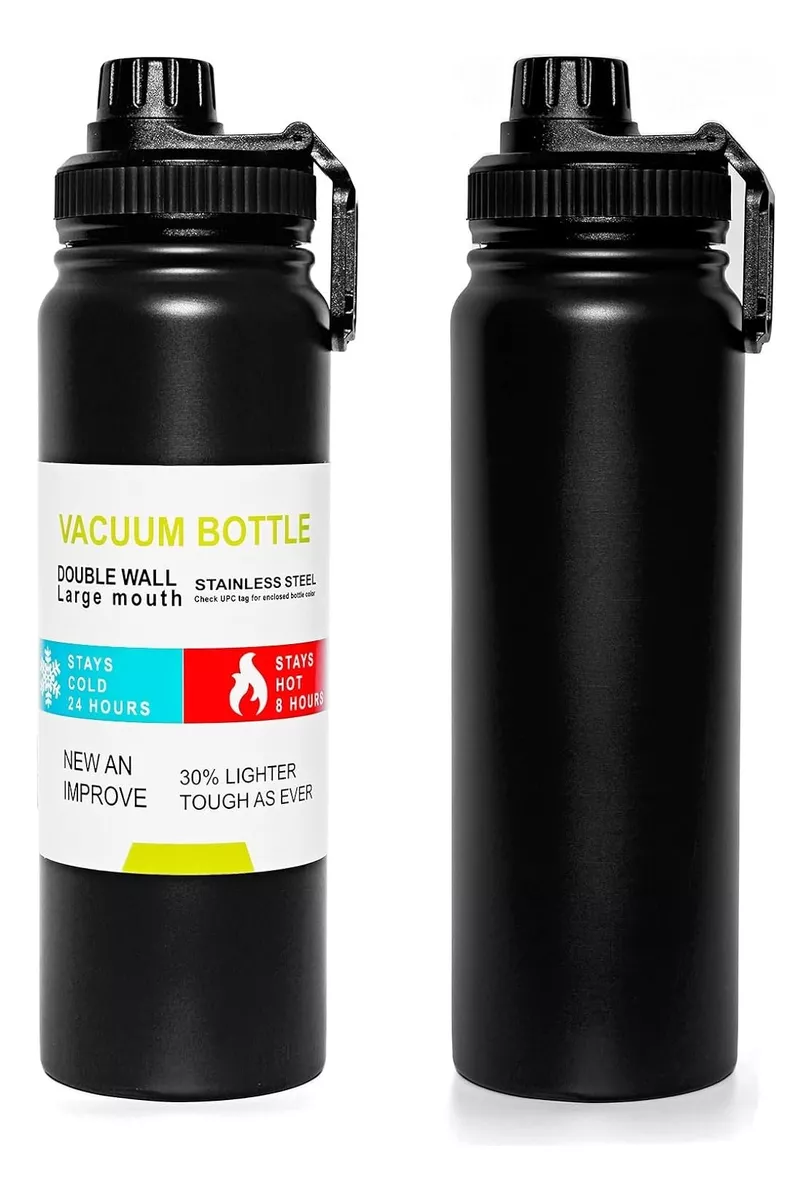 VACUUM BOTTLE
DOUBLE WALL
Large mouth
STAINLESS STEEL
Check UPC tag for enclosed bottle color
STAYS
COLD
24 HOURS
STAYS
HOT
8 HOURS
NEW AN
IMPROVE
30% LIGHTER
TOUGH AS EVER